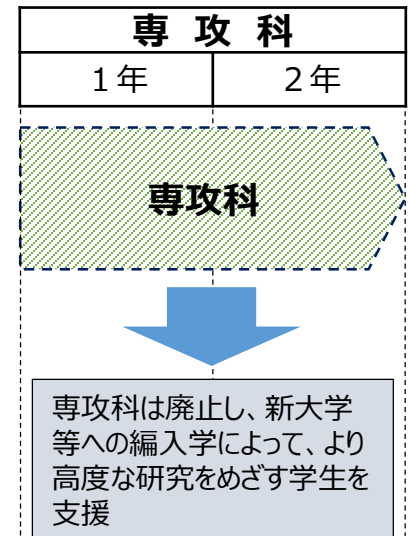 専 攻 科
１年 ２年
専攻科
専攻科は廃止し、新大学
等への編入学によって、より
高度な研究をめざす学生を
支援